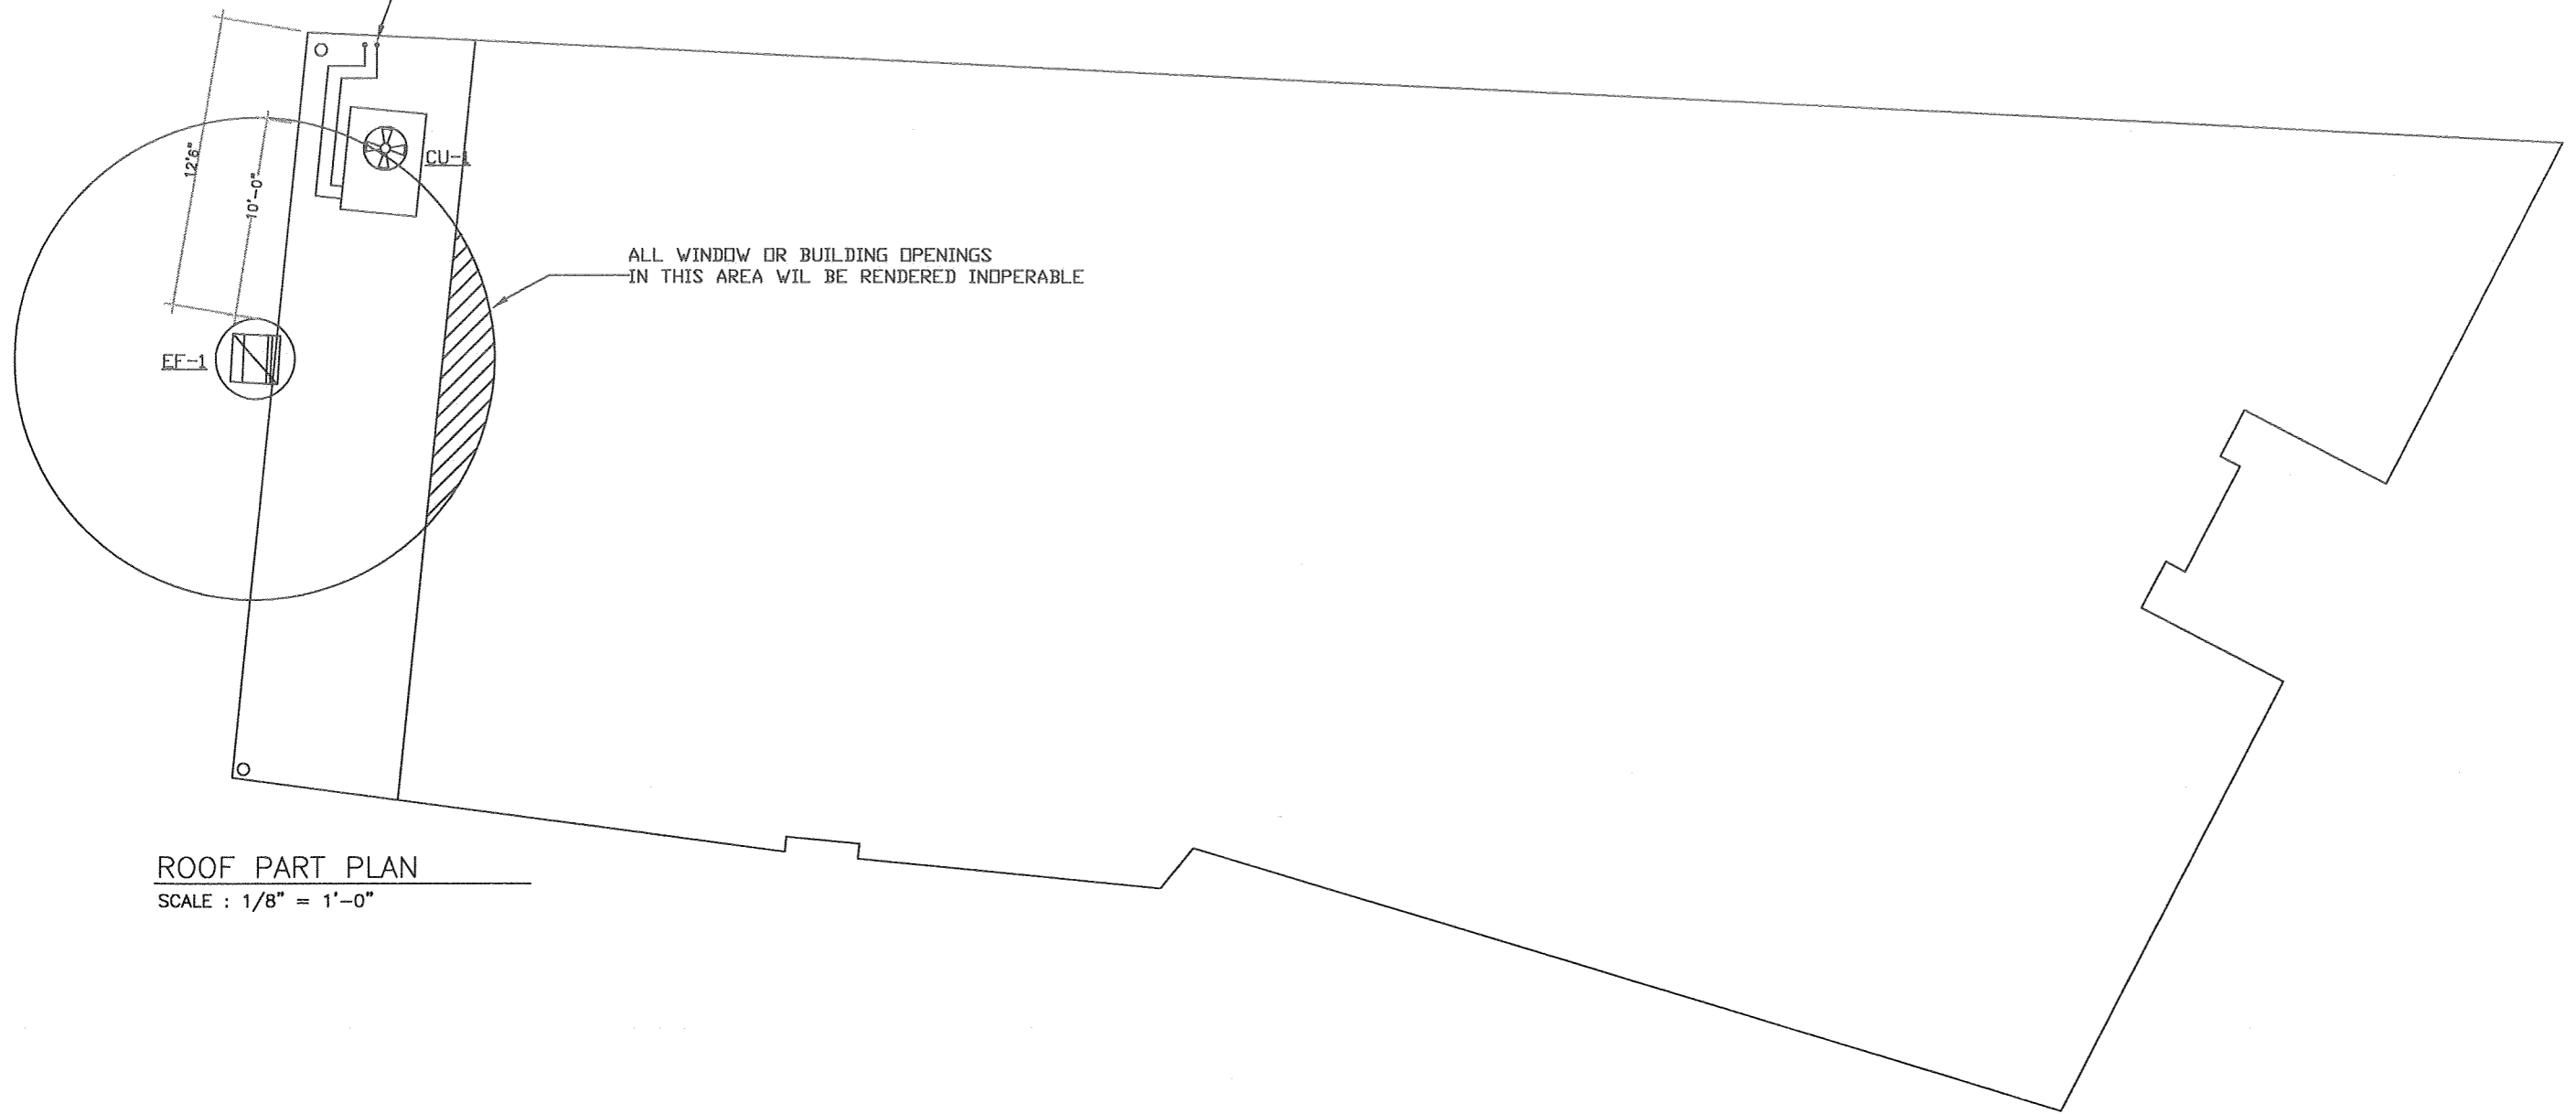 12'6"
10'-0"
CU-1
ALL WINDOW OR BUILDING OPENINGS
IN THIS AREA WIL BE RENDERED INOPERABLE
EF-1
ROOF PART PLAN
SCALE : 1/8" = 1'-0"